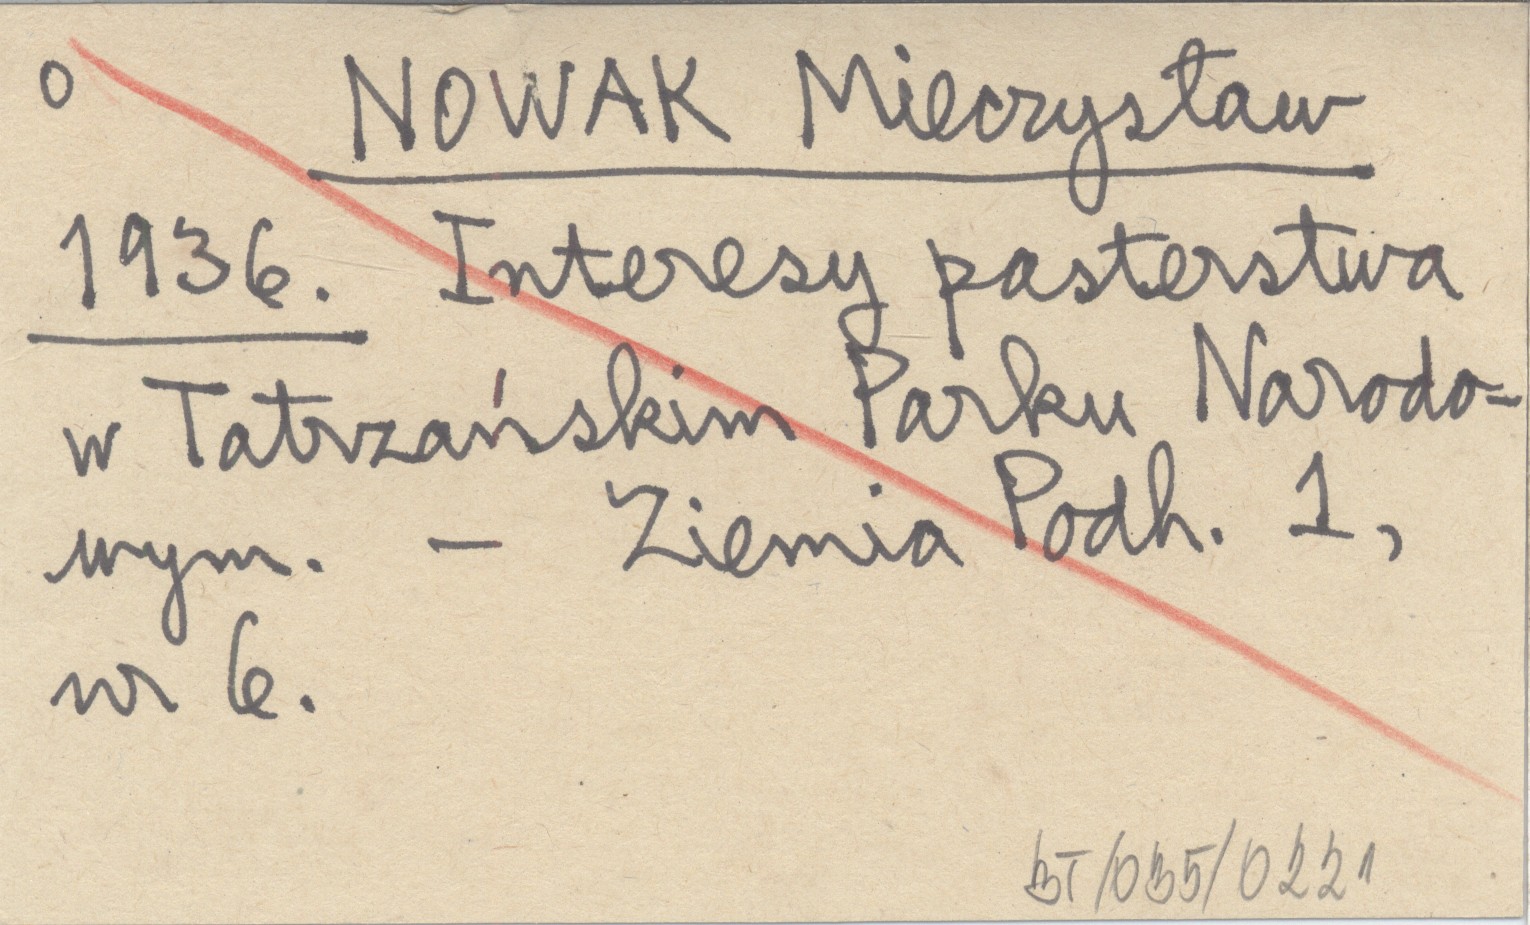 o NOWAK Mieczysław
1936. Interesy pasterstwa
w Tatrzańskim Parku Narodo-
wym. – Ziemia Podh. 1,
nr 6.
BT/035/0221